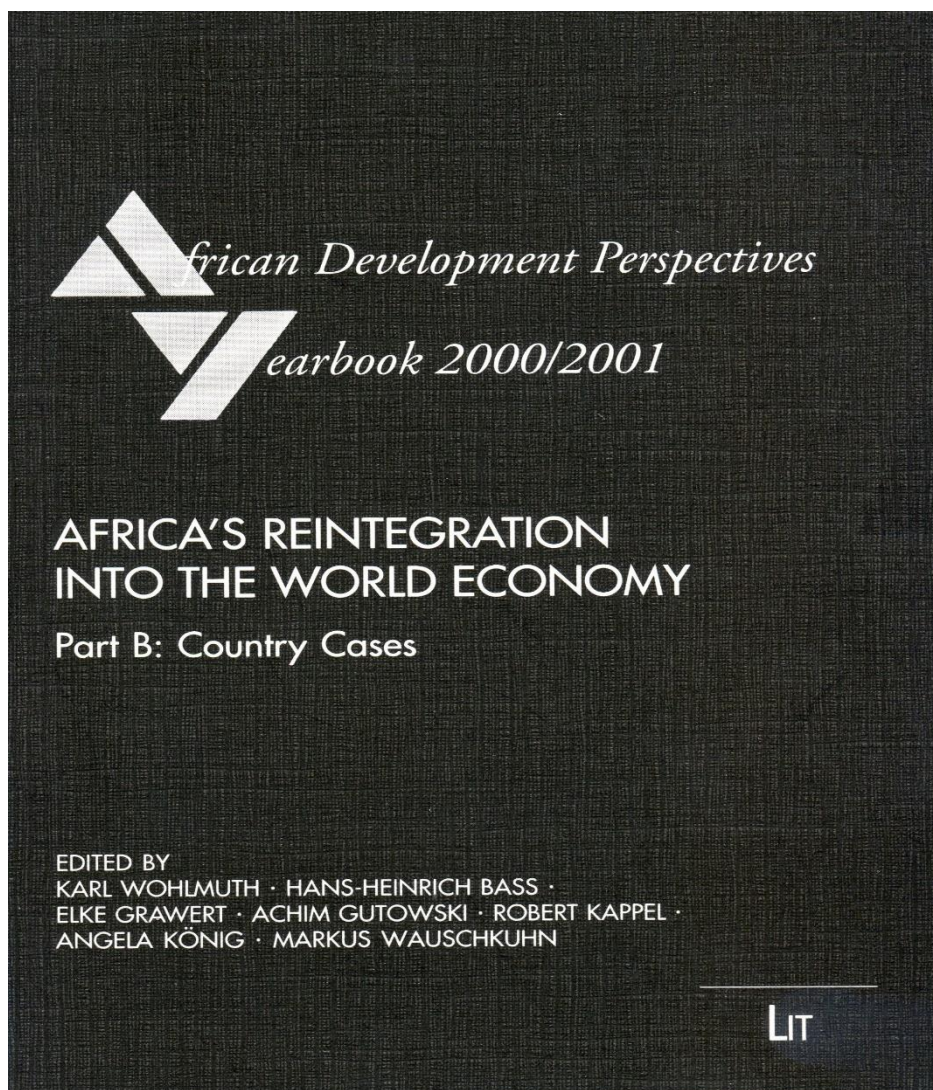 African Development Perspectives
Yearbook 2000/2001
AFRICA'S REINTEGRATION
INTO THE WORLD ECONOMY
Part B: Country Cases
EDITED BY
KARL WOHLMUTH · HANS-HEINRICH BASS ·
ELKE GRAWERT · ACHIM GUTOWSKI · ROBERT KAPPEL ·
ANGELA KÖNIG · MARKUS WAUSCHKUHN
LIT